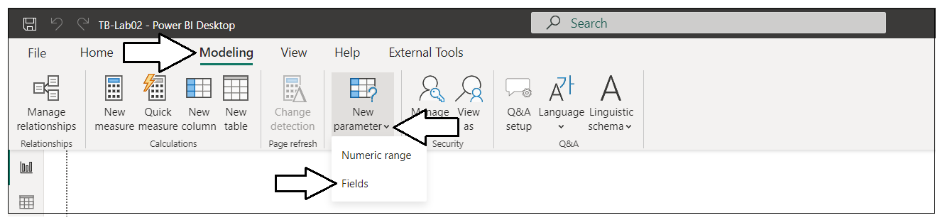 TB-Lab02 - Power BI Desktop
Search
File Home Modeling View Help External Tools
Manage relationships
New measure
Quick measure
New column
New table
Change detection
New parameter
Manage
View as
Q&A setup
Language
Linguistic schema
Relationships
Calculations
Page refresh
Security
Q&A
Numeric range
Fields